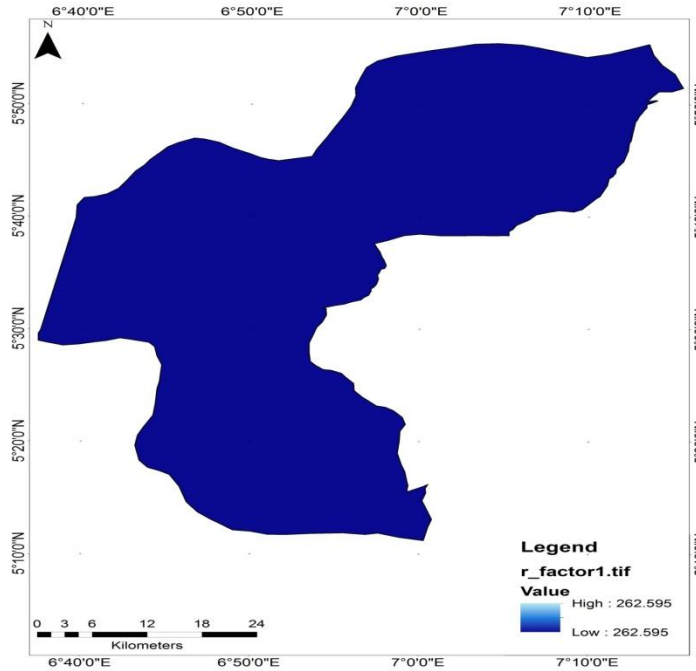 6°40'0"E 6°50'0"E 7°0'0"E 7°10'0"E
N
5°50'0"N
5°40'0"N
5°30'0"N
5°20'0"N
5°10'0"N
Legend
r_factor1.tif
Value
High : 262.595
Low : 262.595
0 3 6 12 18 24
Kilometers
6°40'0"E 6°50'0"E 7°0'0"E 7°10'0"E